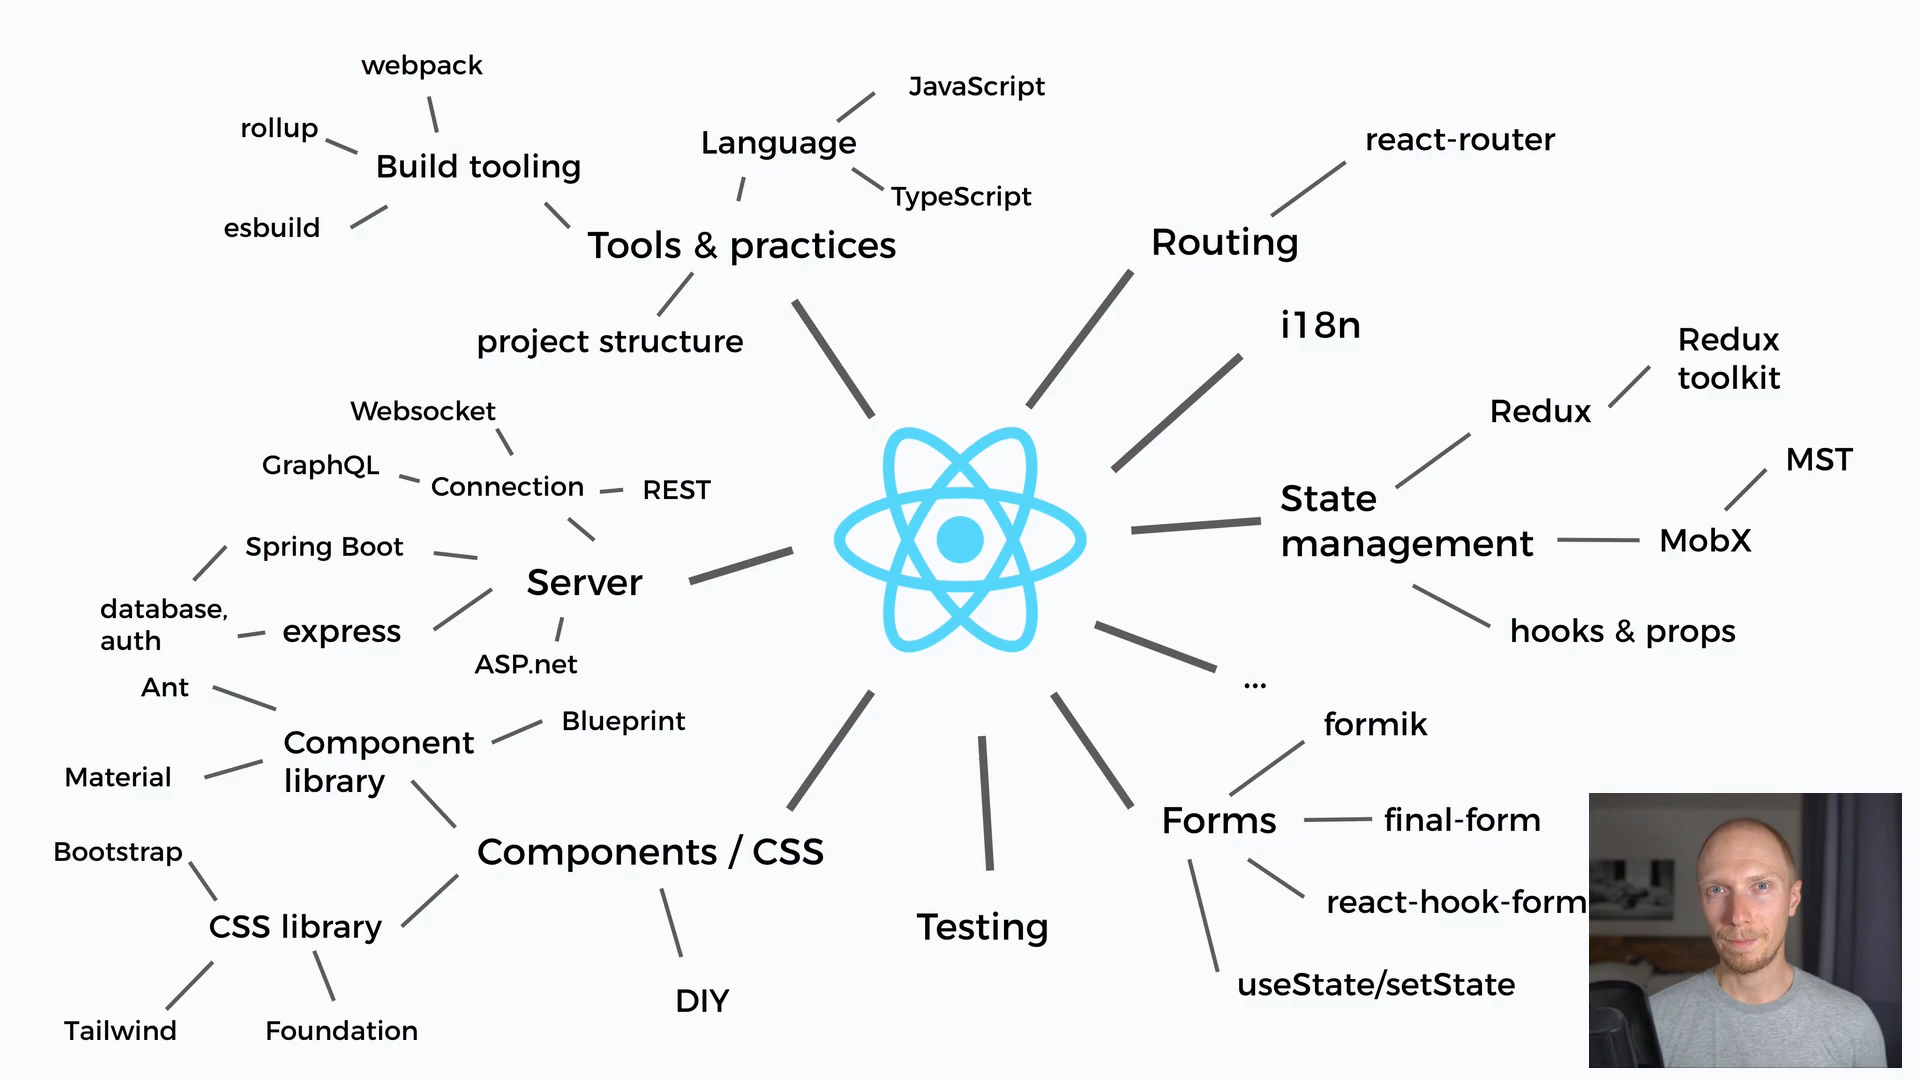 webpack
rollup
Build tooling
esbuild
JavaScript
Language
TypeScript
Tools & practices
project structure
react-router
Routing
i18n
Redux
toolkit
Redux
MST
State
management
MobX
hooks & props
...
Websocket
GraphQL
Connection
REST
Spring Boot
Server
database,
auth
express
ASP.net
Ant
Blueprint
Component
library
Material
Bootstrap
Components / CSS
CSS library
DIY
Tailwind
Foundation
Testing
formik
Forms
final-form
react-hook-form
useState/setState